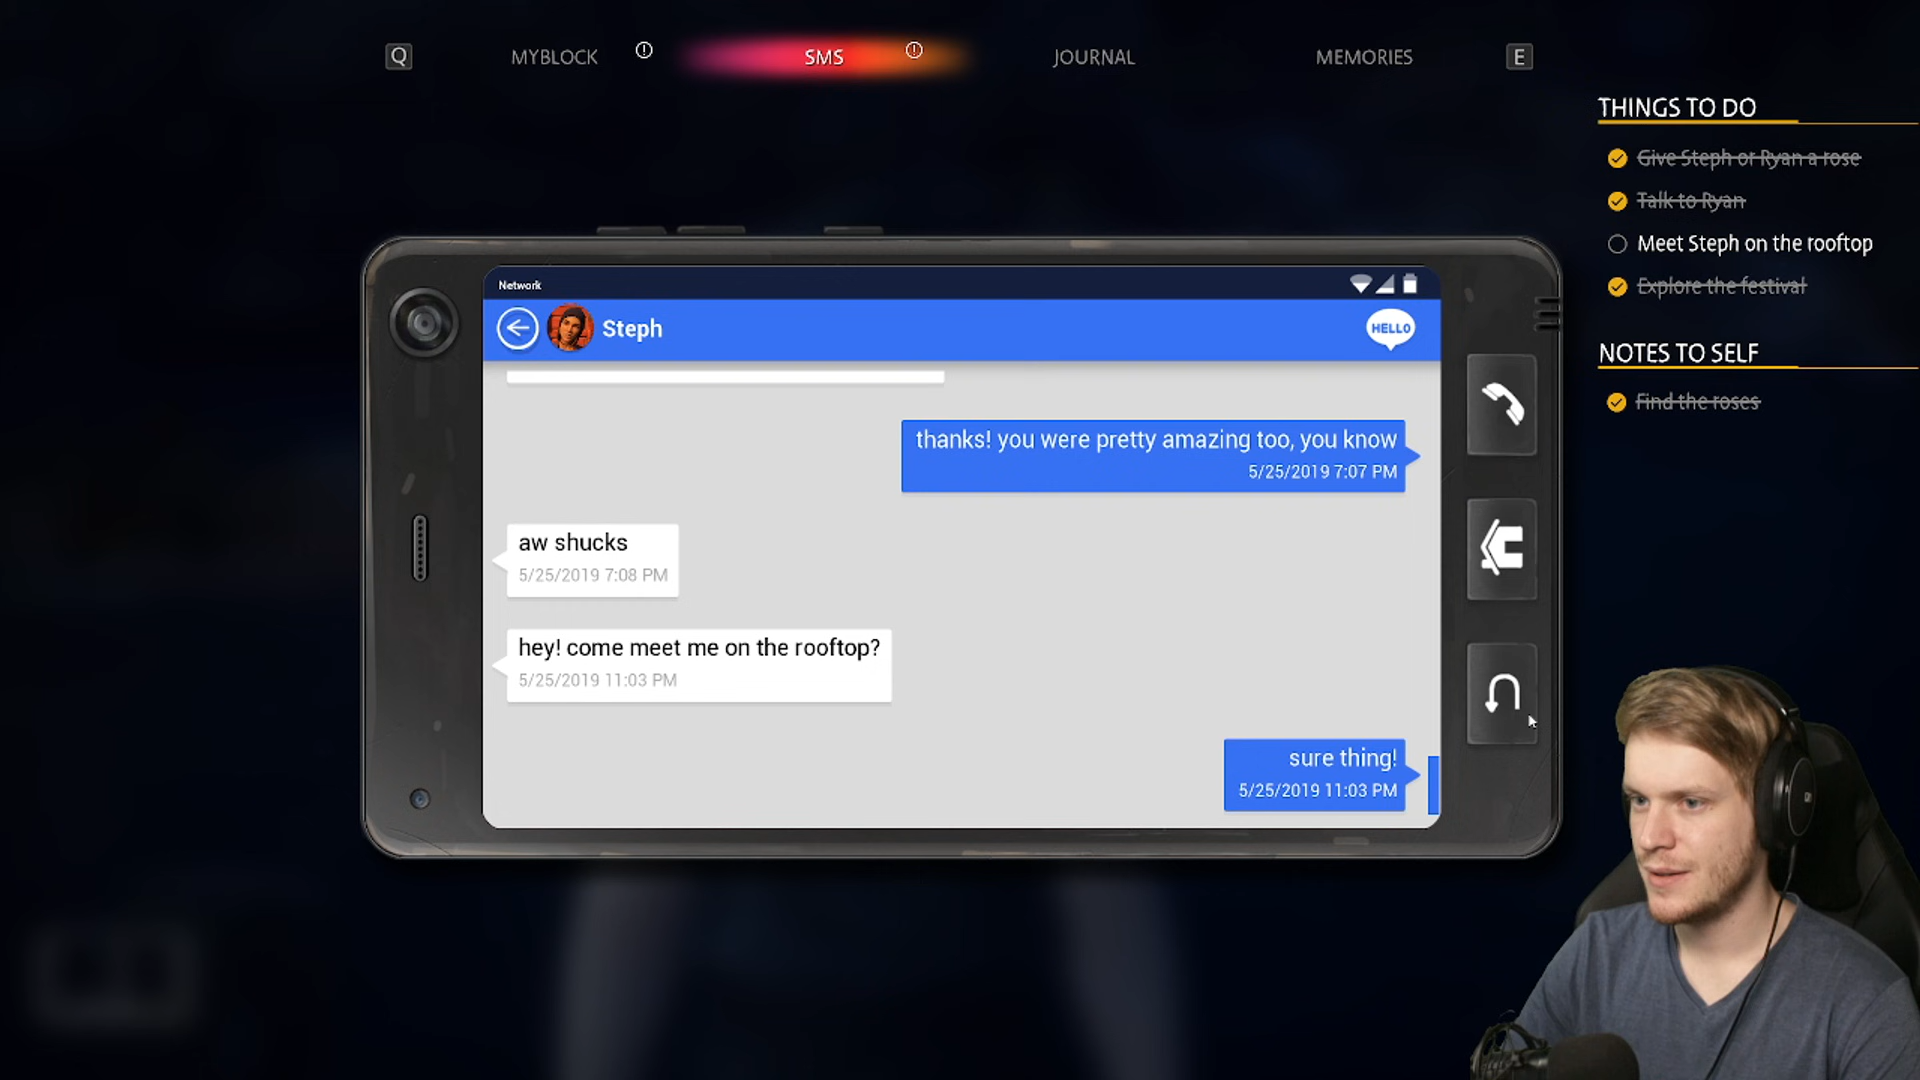 Q
MYBLOCK
SMS
JOURNAL
MEMORIES
E
THINGS TO DO
Give Steph or Ryan a rose
Talk to Ryan
Meet Steph on the rooftop
Explore the festival
NOTES TO SELF
Find the roses
Network
Steph
HELLO
thanks! you were pretty amazing too, you know
5/25/2019 7:07 PM
aw shucks
5/25/2019 7:08 PM
hey! come meet me on the rooftop?
5/25/2019 11:03 PM
sure thing!
5/25/2019 11:03 PM